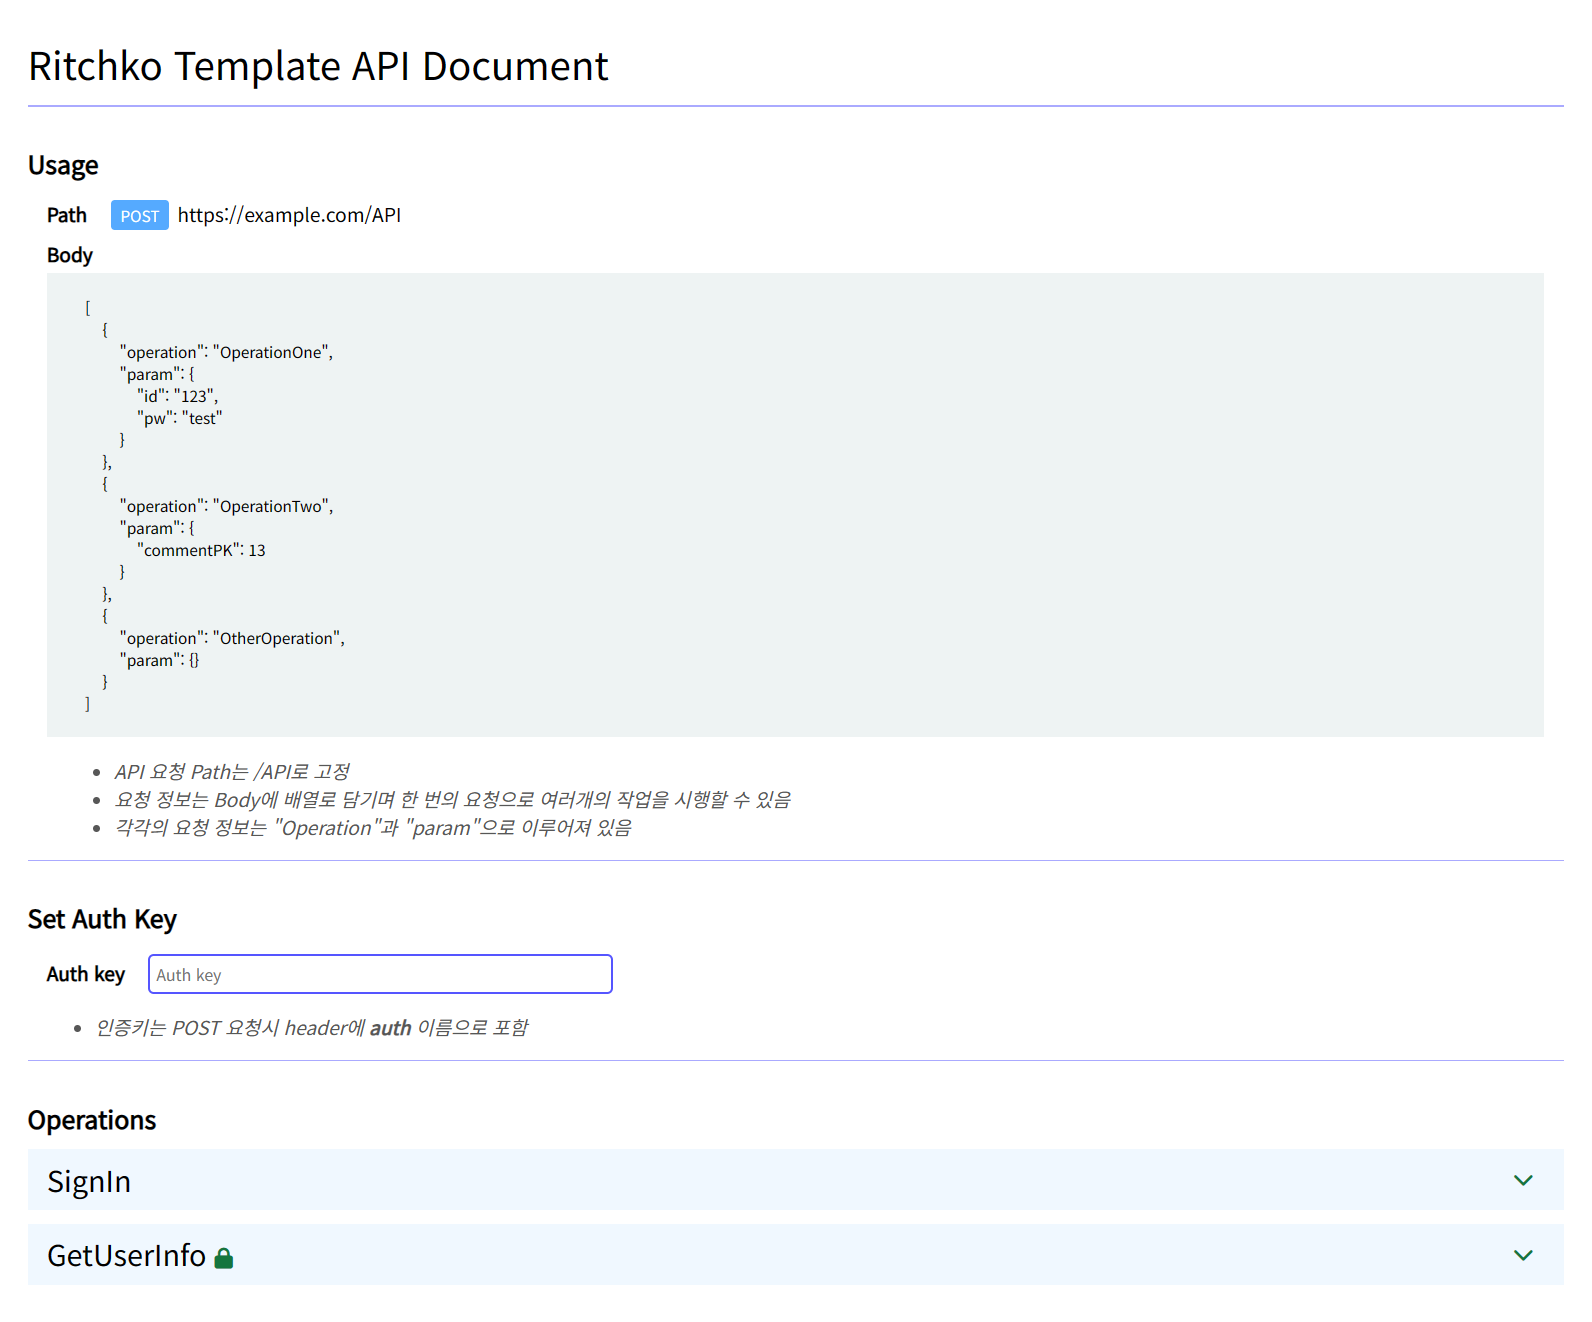 Ritchko Template API Document
Usage
Path POST https://example.com/API
Body
[
{
"operation": "OperationOne",
"param": {
"id": "123",
"pw": "test"
}
},
{
"operation": "OperationTwo",
"param": {
"commentPK": 13
}
},
{
"operation": "OtherOperation",
"param": {}
}
]
API 요청 Path는 /API로 고정
요청 정보는 Body에 배열로 담기며 한 번의 요청으로 여러개의 작업을 시행할 수 있음
각각의 요청 정보는 "Operation"과 "param"으로 이루어져 있음
Set Auth Key
Auth key Auth key
인증키는 POST 요청시 header에 auth 이름으로 포함
Operations
SignIn
GetUserInfo